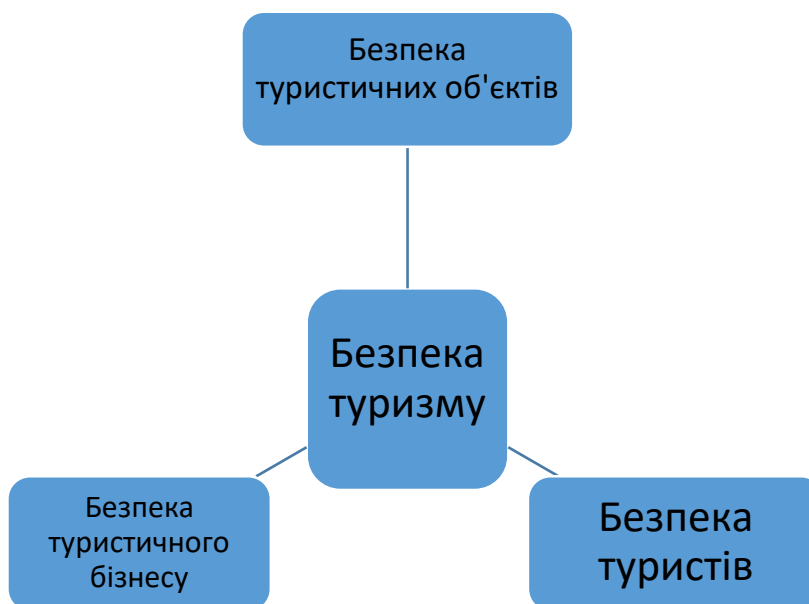 Безпека
туристичних об'єктів
Безпека
туризму
Безпека
туристичного
бізнесу
Безпека
туристів